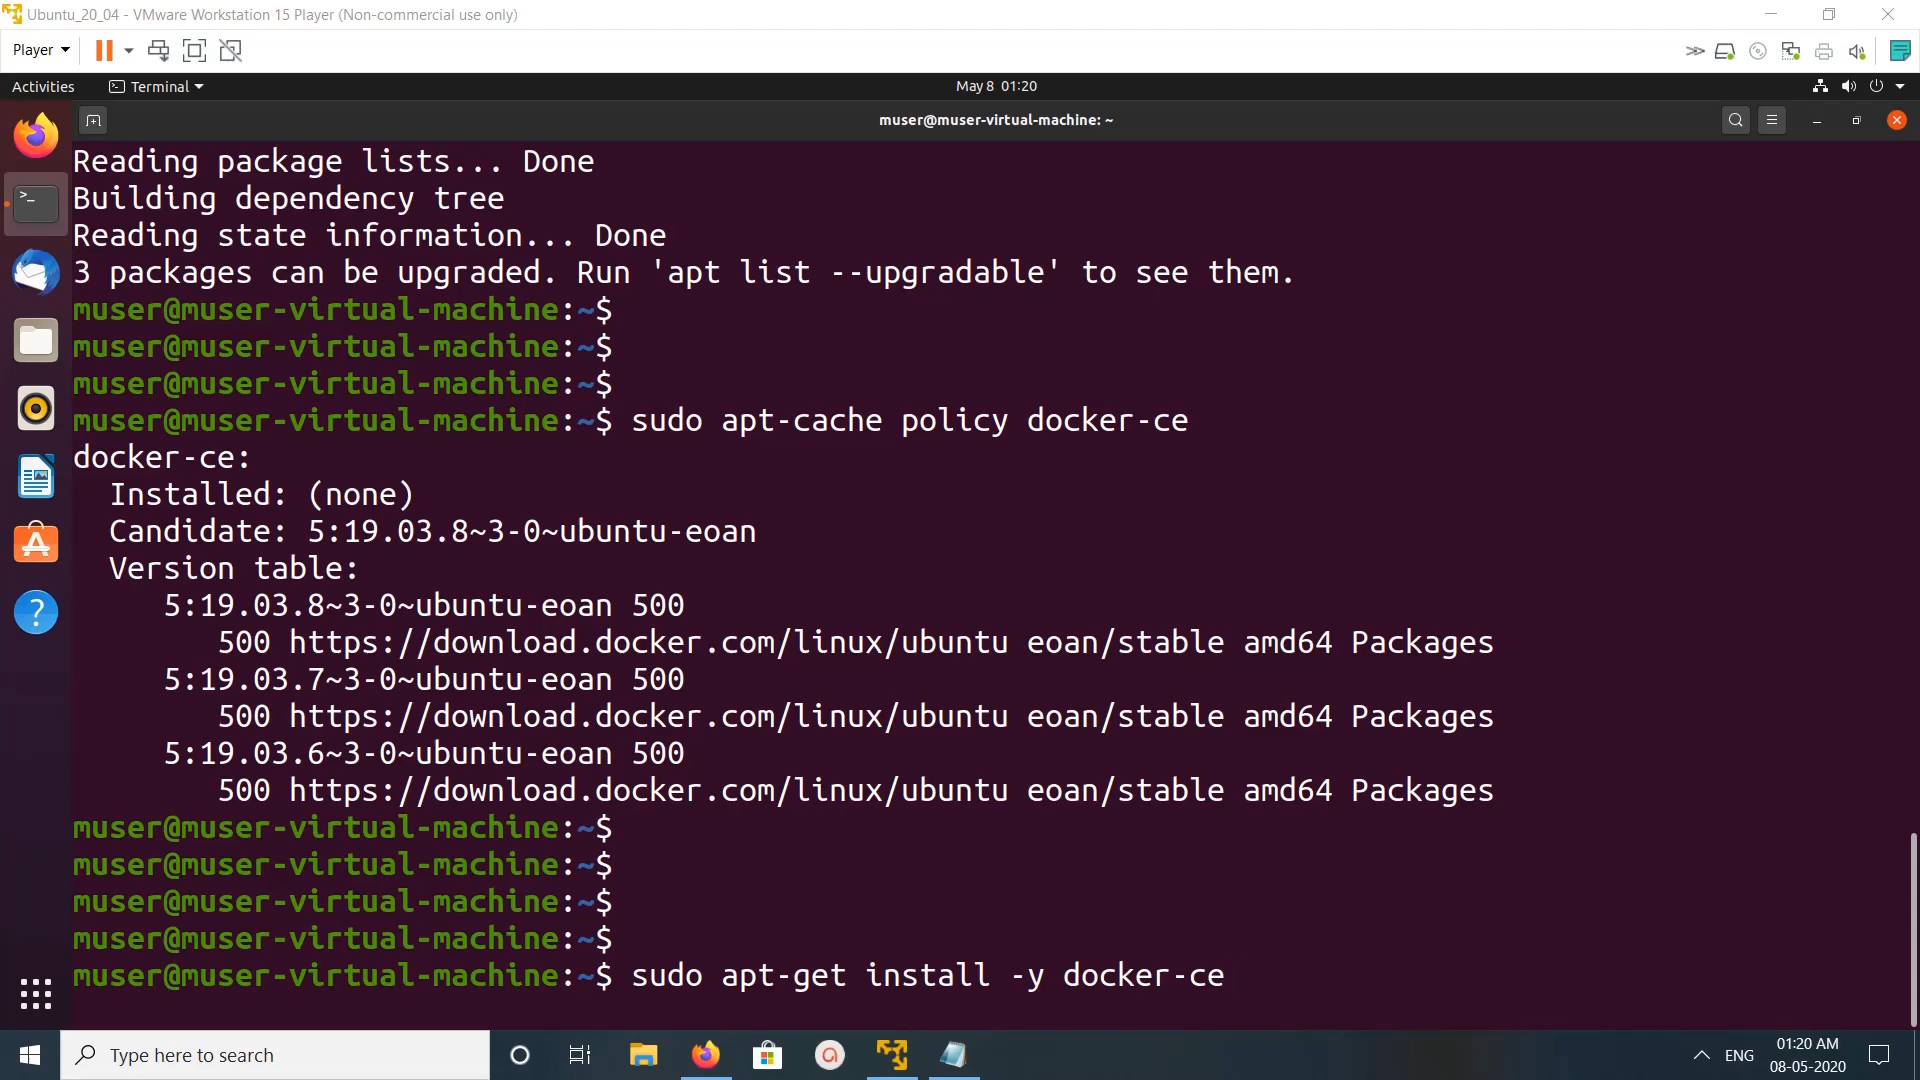 Ubuntu_20_04 - VMware Workstation 15 Player (Non-commercial use only)
Player
Activities
Terminal
May 8 01:20
muser@muser-virtual-machine: ~
Reading package lists... Done
Building dependency tree
Reading state information... Done
3 packages can be upgraded. Run 'apt list --upgradable' to see them.
muser@muser-virtual-machine:~$
muser@muser-virtual-machine:~$
muser@muser-virtual-machine:~$
muser@muser-virtual-machine:~$ sudo apt-cache policy docker-ce
docker-ce:
  Installed: (none)
  Candidate: 5:19.03.8~3-0~ubuntu-eoan
  Version table:
     5:19.03.8~3-0~ubuntu-eoan 500
        500 https://download.docker.com/linux/ubuntu eoan/stable amd64 Packages
     5:19.03.7~3-0~ubuntu-eoan 500
        500 https://download.docker.com/linux/ubuntu eoan/stable amd64 Packages
     5:19.03.6~3-0~ubuntu-eoan 500
        500 https://download.docker.com/linux/ubuntu eoan/stable amd64 Packages
muser@muser-virtual-machine:~$
muser@muser-virtual-machine:~$
muser@muser-virtual-machine:~$
muser@muser-virtual-machine:~$
muser@muser-virtual-machine:~$ sudo apt-get install -y docker-ce
Type here to search
ENG
01:20 AM
08-05-2020